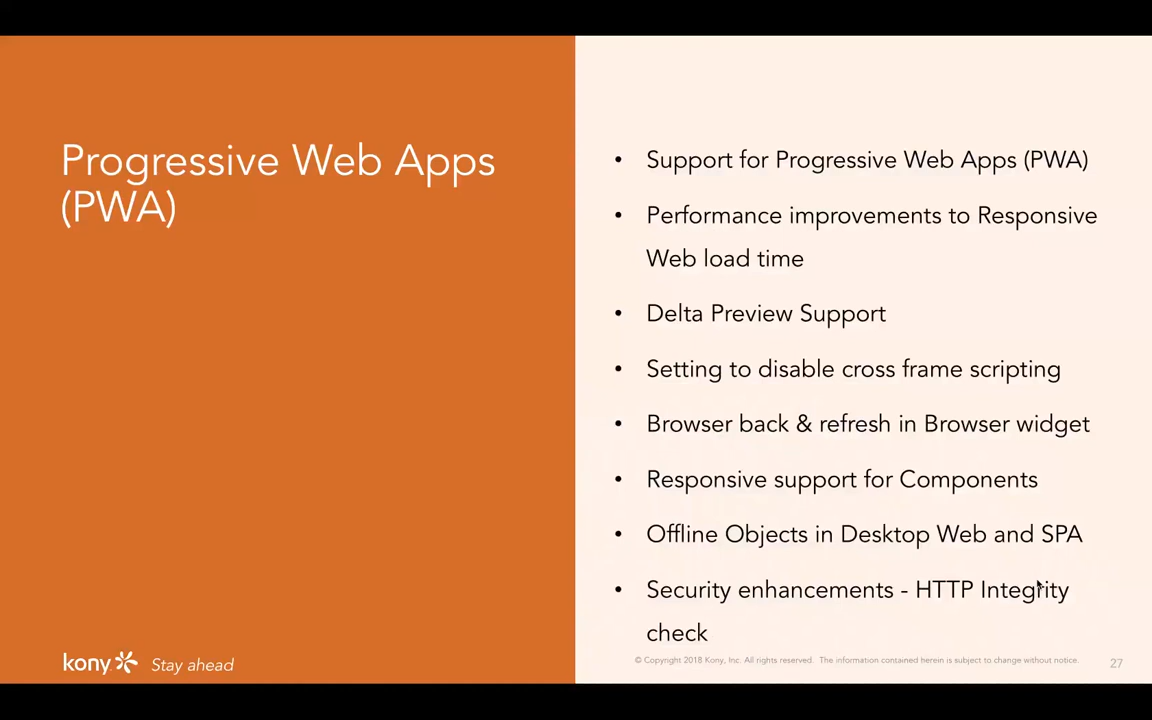 Progressive Web Apps
(PWA)
• Support for Progressive Web Apps (PWA)
• Performance improvements to Responsive
Web load time
• Delta Preview Support
• Setting to disable cross frame scripting
• Browser back & refresh in Browser widget
• Responsive support for Components
• Offline Objects in Desktop Web and SPA
• Security enhancements - HTTP Integrity
check
kony Stay ahead
© Copyright 2018 Kony, Inc. All rights reserved. The information contained herein is subject to change without notice.
27